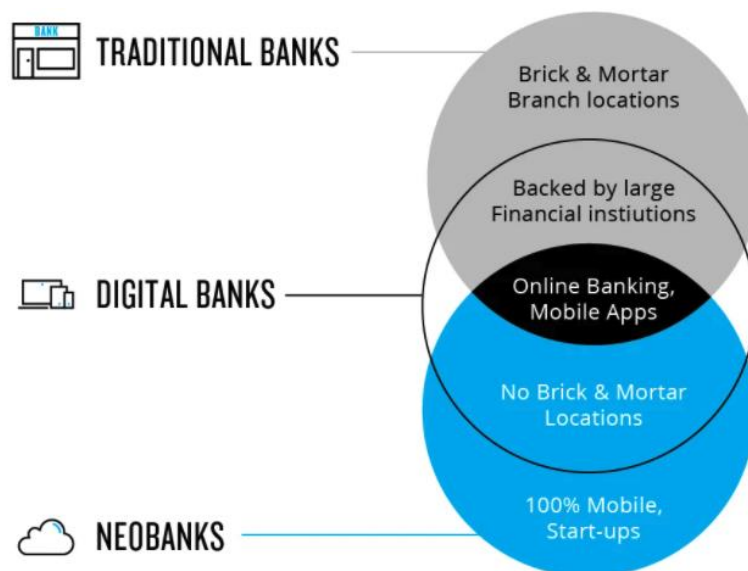 BANK
TRADITIONAL BANKS
Brick & Mortar
Branch locations
Backed by large
Financial instiutions
DIGITAL BANKS
Online Banking,
Mobile Apps
No Brick & Mortar
Locations
100% Mobile,
Start-ups
NEOBANKS